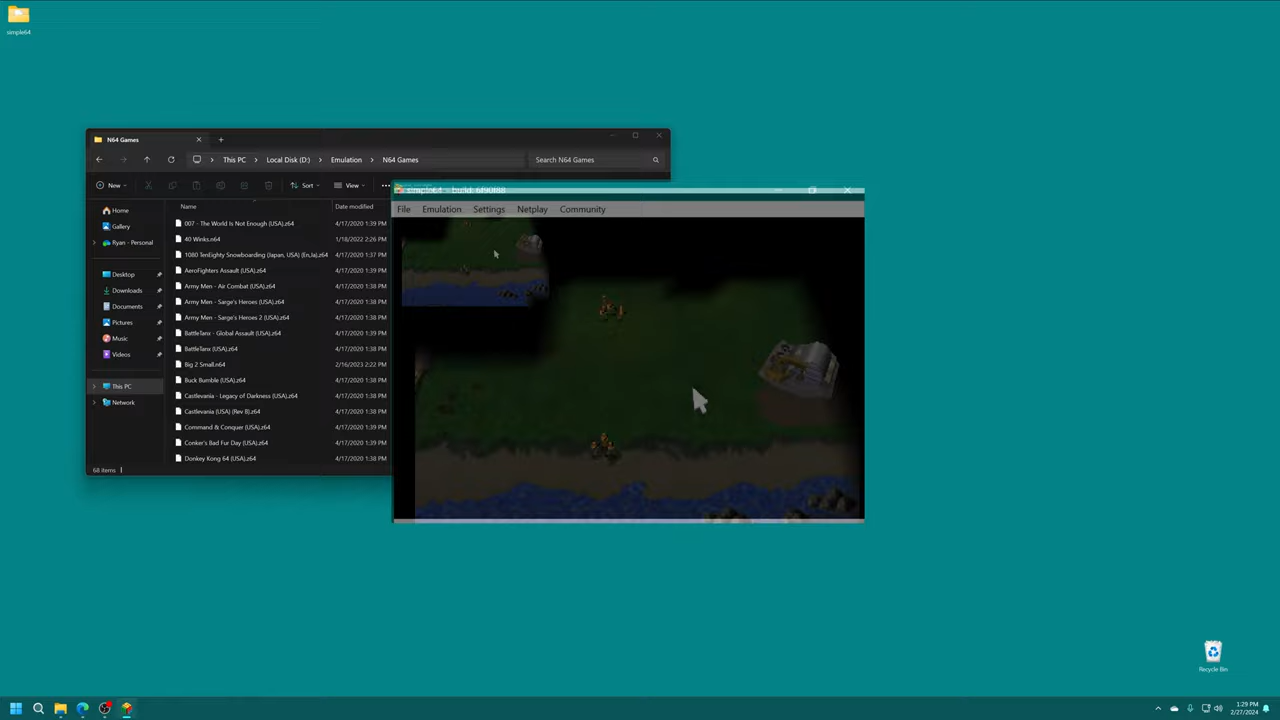 simple64
N64 Games
This PC > Local Disk (D:) > Emulation > N64 Games
Search N64 Games
New
Sort
View
Name
Date modified
Home
Gallery
Ryan - Personal
Desktop
Downloads
Documents
Pictures
Music
Videos
This PC
Network
007 - The World Is Not Enough (USA).z64 4/17/2020 1:39 PM
40 Winks.n64 1/18/2022 2:26 PM
1080 TenEighty Snowboarding (Japan, USA) (En,Ja).z64 4/17/2020 1:37 PM
AeroFighters Assault (USA).z64 4/17/2020 1:39 PM
Army Men - Air Combat (USA).z64 4/17/2020 1:38 PM
Army Men - Sarge's Heroes (USA).z64 4/17/2020 1:38 PM
Army Men - Sarge's Heroes 2 (USA).z64 4/17/2020 1:38 PM
BattleTanx - Global Assault (USA).z64 4/17/2020 1:39 PM
BattleTanx (USA).z64 4/17/2020 1:38 PM
Big 2 Small.n64 2/16/2023 2:22 PM
Buck Bumble (USA).z64 4/17/2020 1:38 PM
Castlevania - Legacy of Darkness (USA).z64 4/17/2020 1:38 PM
Castlevania (USA) (Rev B).z64 4/17/2020 1:38 PM
Command & Conquer (USA).z64 4/17/2020 1:38 PM
Conker's Bad Fur Day (USA).z64 4/17/2020 1:39 PM
Donkey Kong 64 (USA).z64 4/17/2020 1:38 PM
68 items
File Emulation Settings Netplay Community
Recycle Bin
1:29 PM
2/27/2024